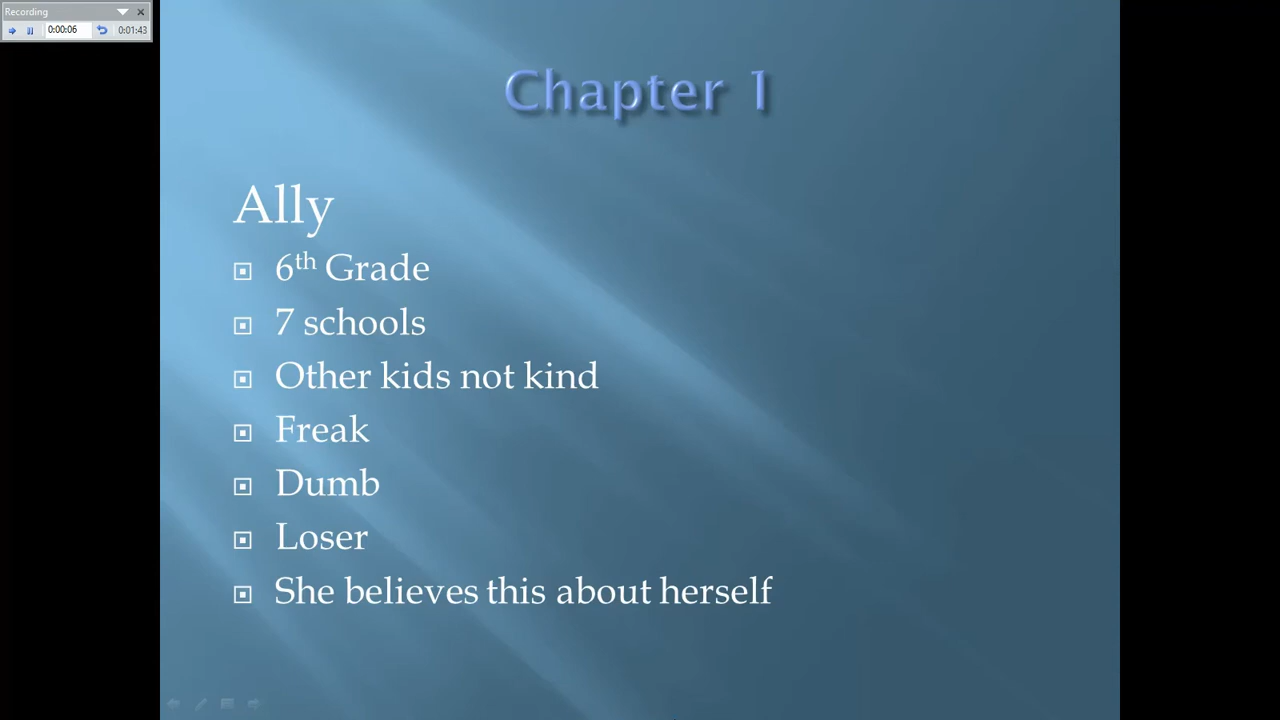 Recording
0:00:06 0:01:43
Chapter 1
Ally
6th Grade
7 schools
Other kids not kind
Freak
Dumb
Loser
She believes this about herself